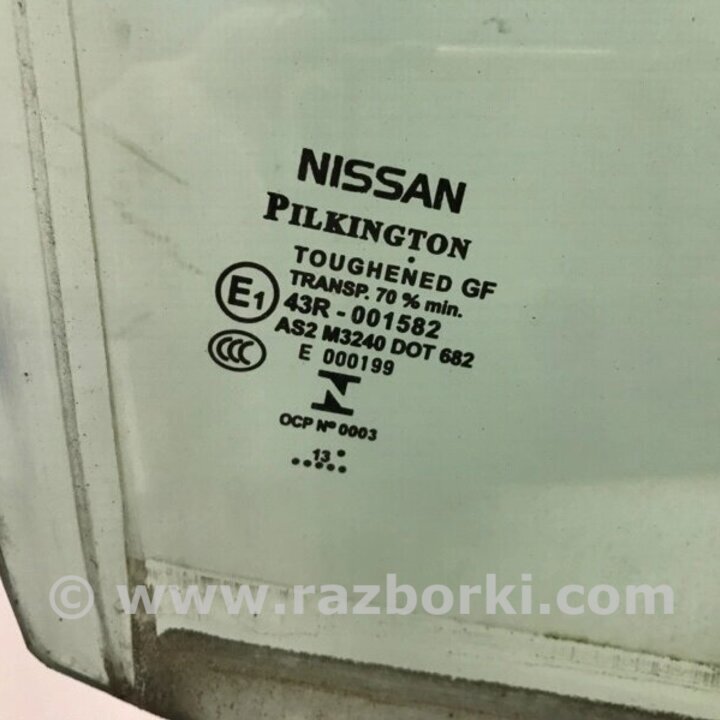 NISSAN
PILKINGTON
TOUGHENED GF
TRANSP. 70 % min.
E1 43R - 001582
AS2 M3240 DOT 682
CCC
E 000199
OCP Nº 0003
13
© www.razborki.com